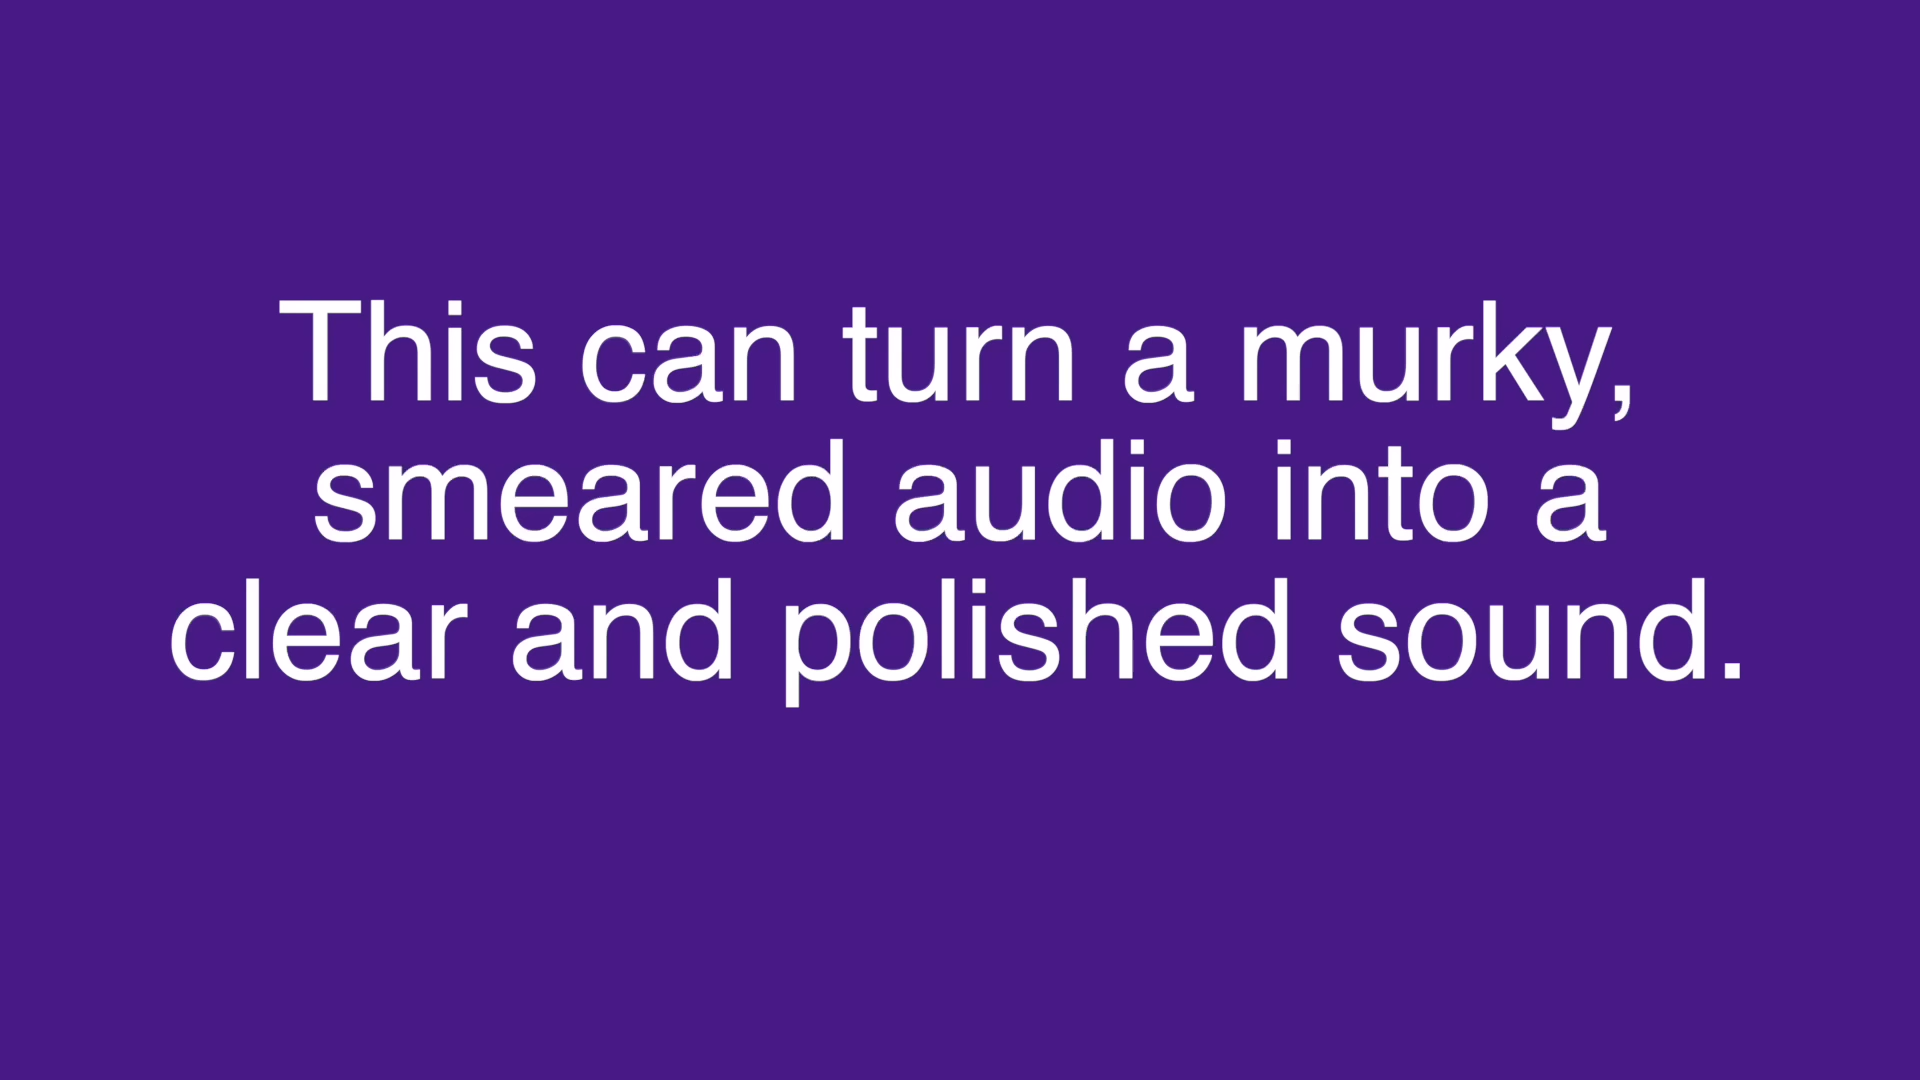 This can turn a murky,
smeared audio into a
clear and polished sound.